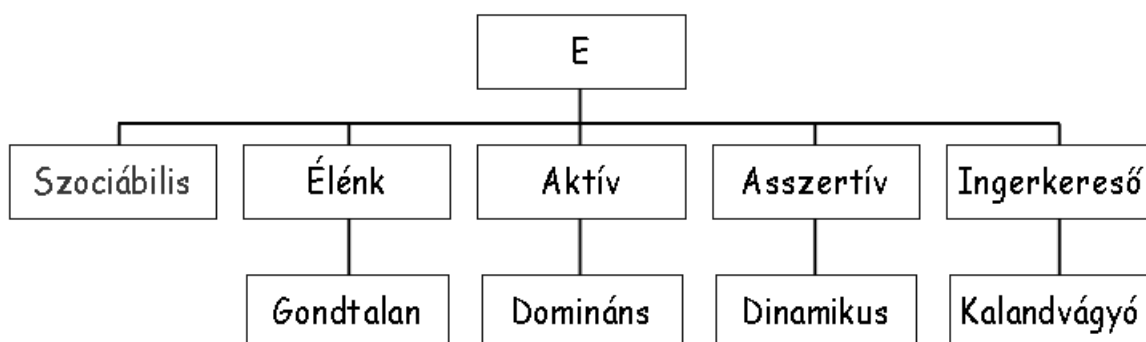 E
Szociábilis Élénk Aktív Asszertív Ingerkereső
Gondtalan Domináns Dinamikus Kalandvágyó